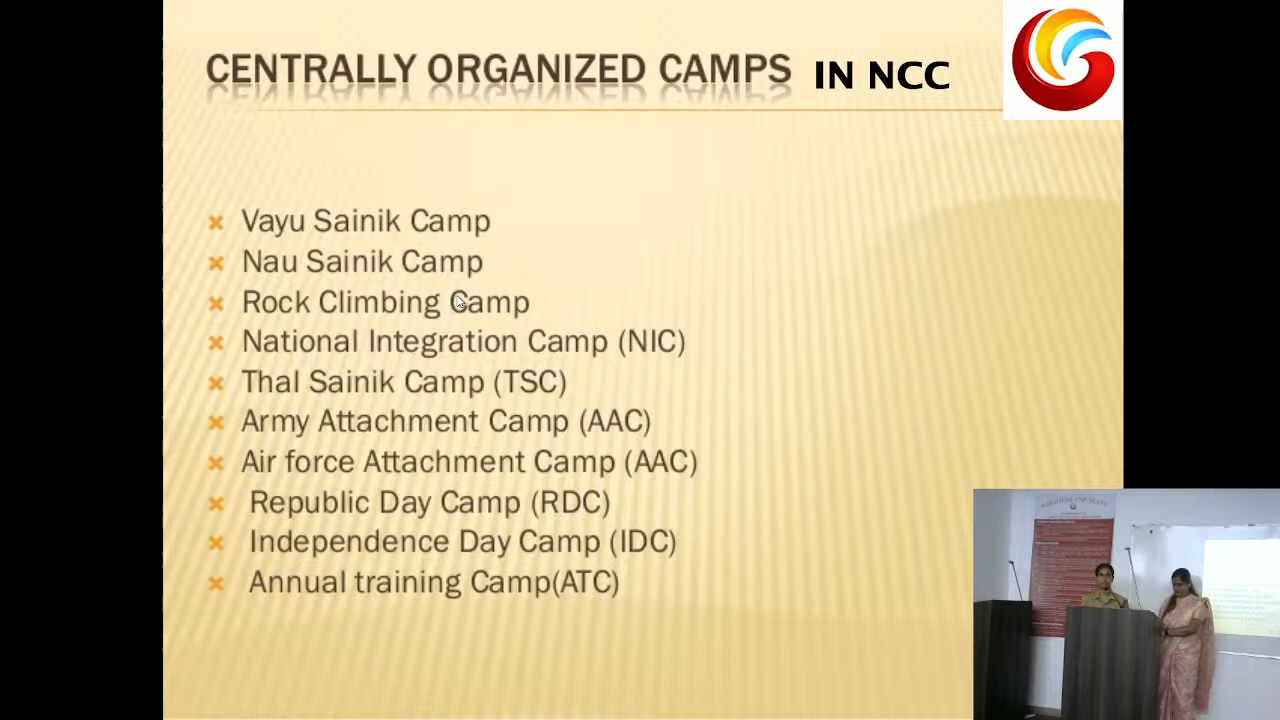 CENTRALLY ORGANIZED CAMPS IN NCC
Vayu Sainik Camp
Nau Sainik Camp
Rock Climbing Camp
National Integration Camp (NIC)
Thal Sainik Camp (TSC)
Army Attachment Camp (AAC)
Air force Attachment Camp (AAC)
Republic Day Camp (RDC)
Independence Day Camp (IDC)
Annual training Camp(ATC)